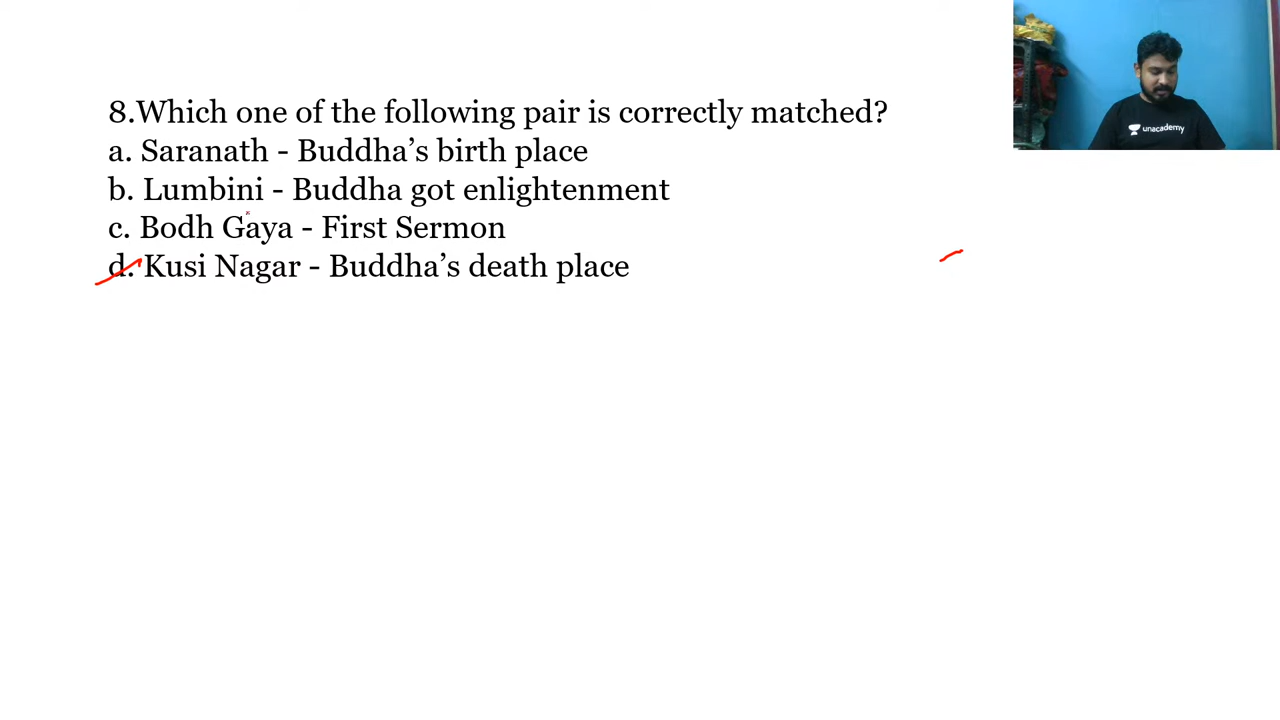 8.Which one of the following pair is correctly matched?
a. Saranath - Buddha’s birth place
b. Lumbini - Buddha got enlightenment
c. Bodh Gaya - First Sermon
d. Kusi Nagar - Buddha’s death place
unacademy